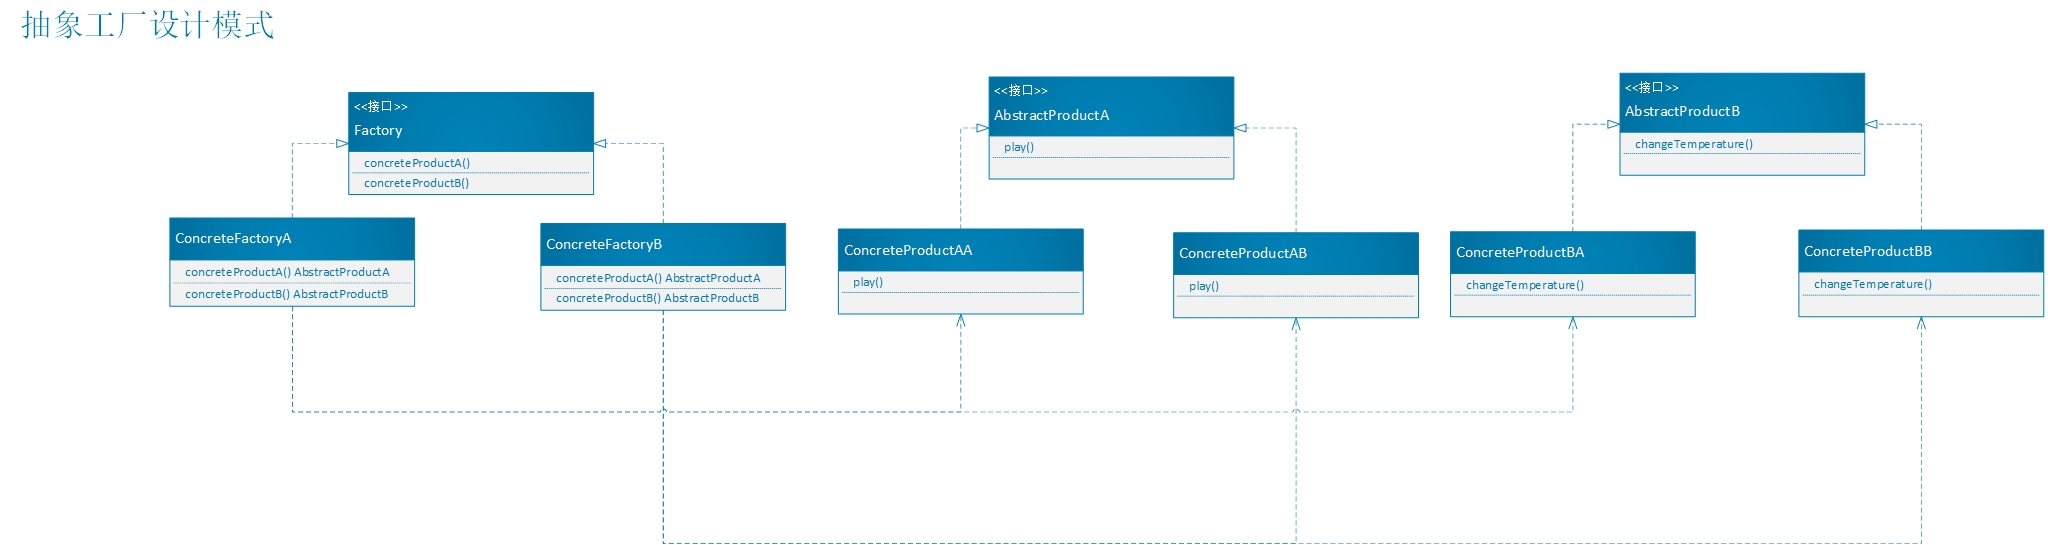 抽象工厂设计模式
<<接口>>
Factory
concreteProductA()
concreteProductB()
<<接口>>
AbstractProductA
play()
<<接口>>
AbstractProductB
changeTemperature()
ConcreteFactoryA
concreteProductA() AbstractProductA
concreteProductB() AbstractProductB
ConcreteFactoryB
concreteProductA() AbstractProductA
concreteProductB() AbstractProductB
ConcreteProductAA
play()
ConcreteProductAB
play()
ConcreteProductBA
changeTemperature()
ConcreteProductBB
changeTemperature()